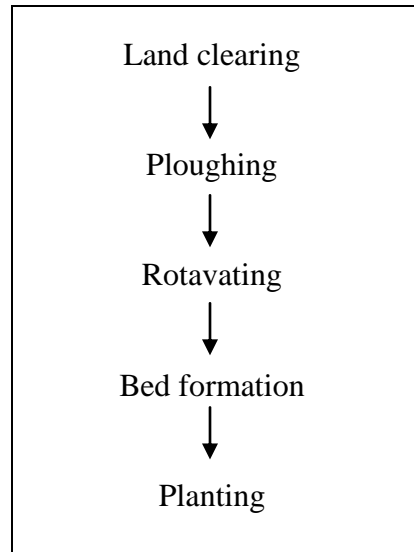 Land clearing
Ploughing
Rotavating
Bed formation
Planting